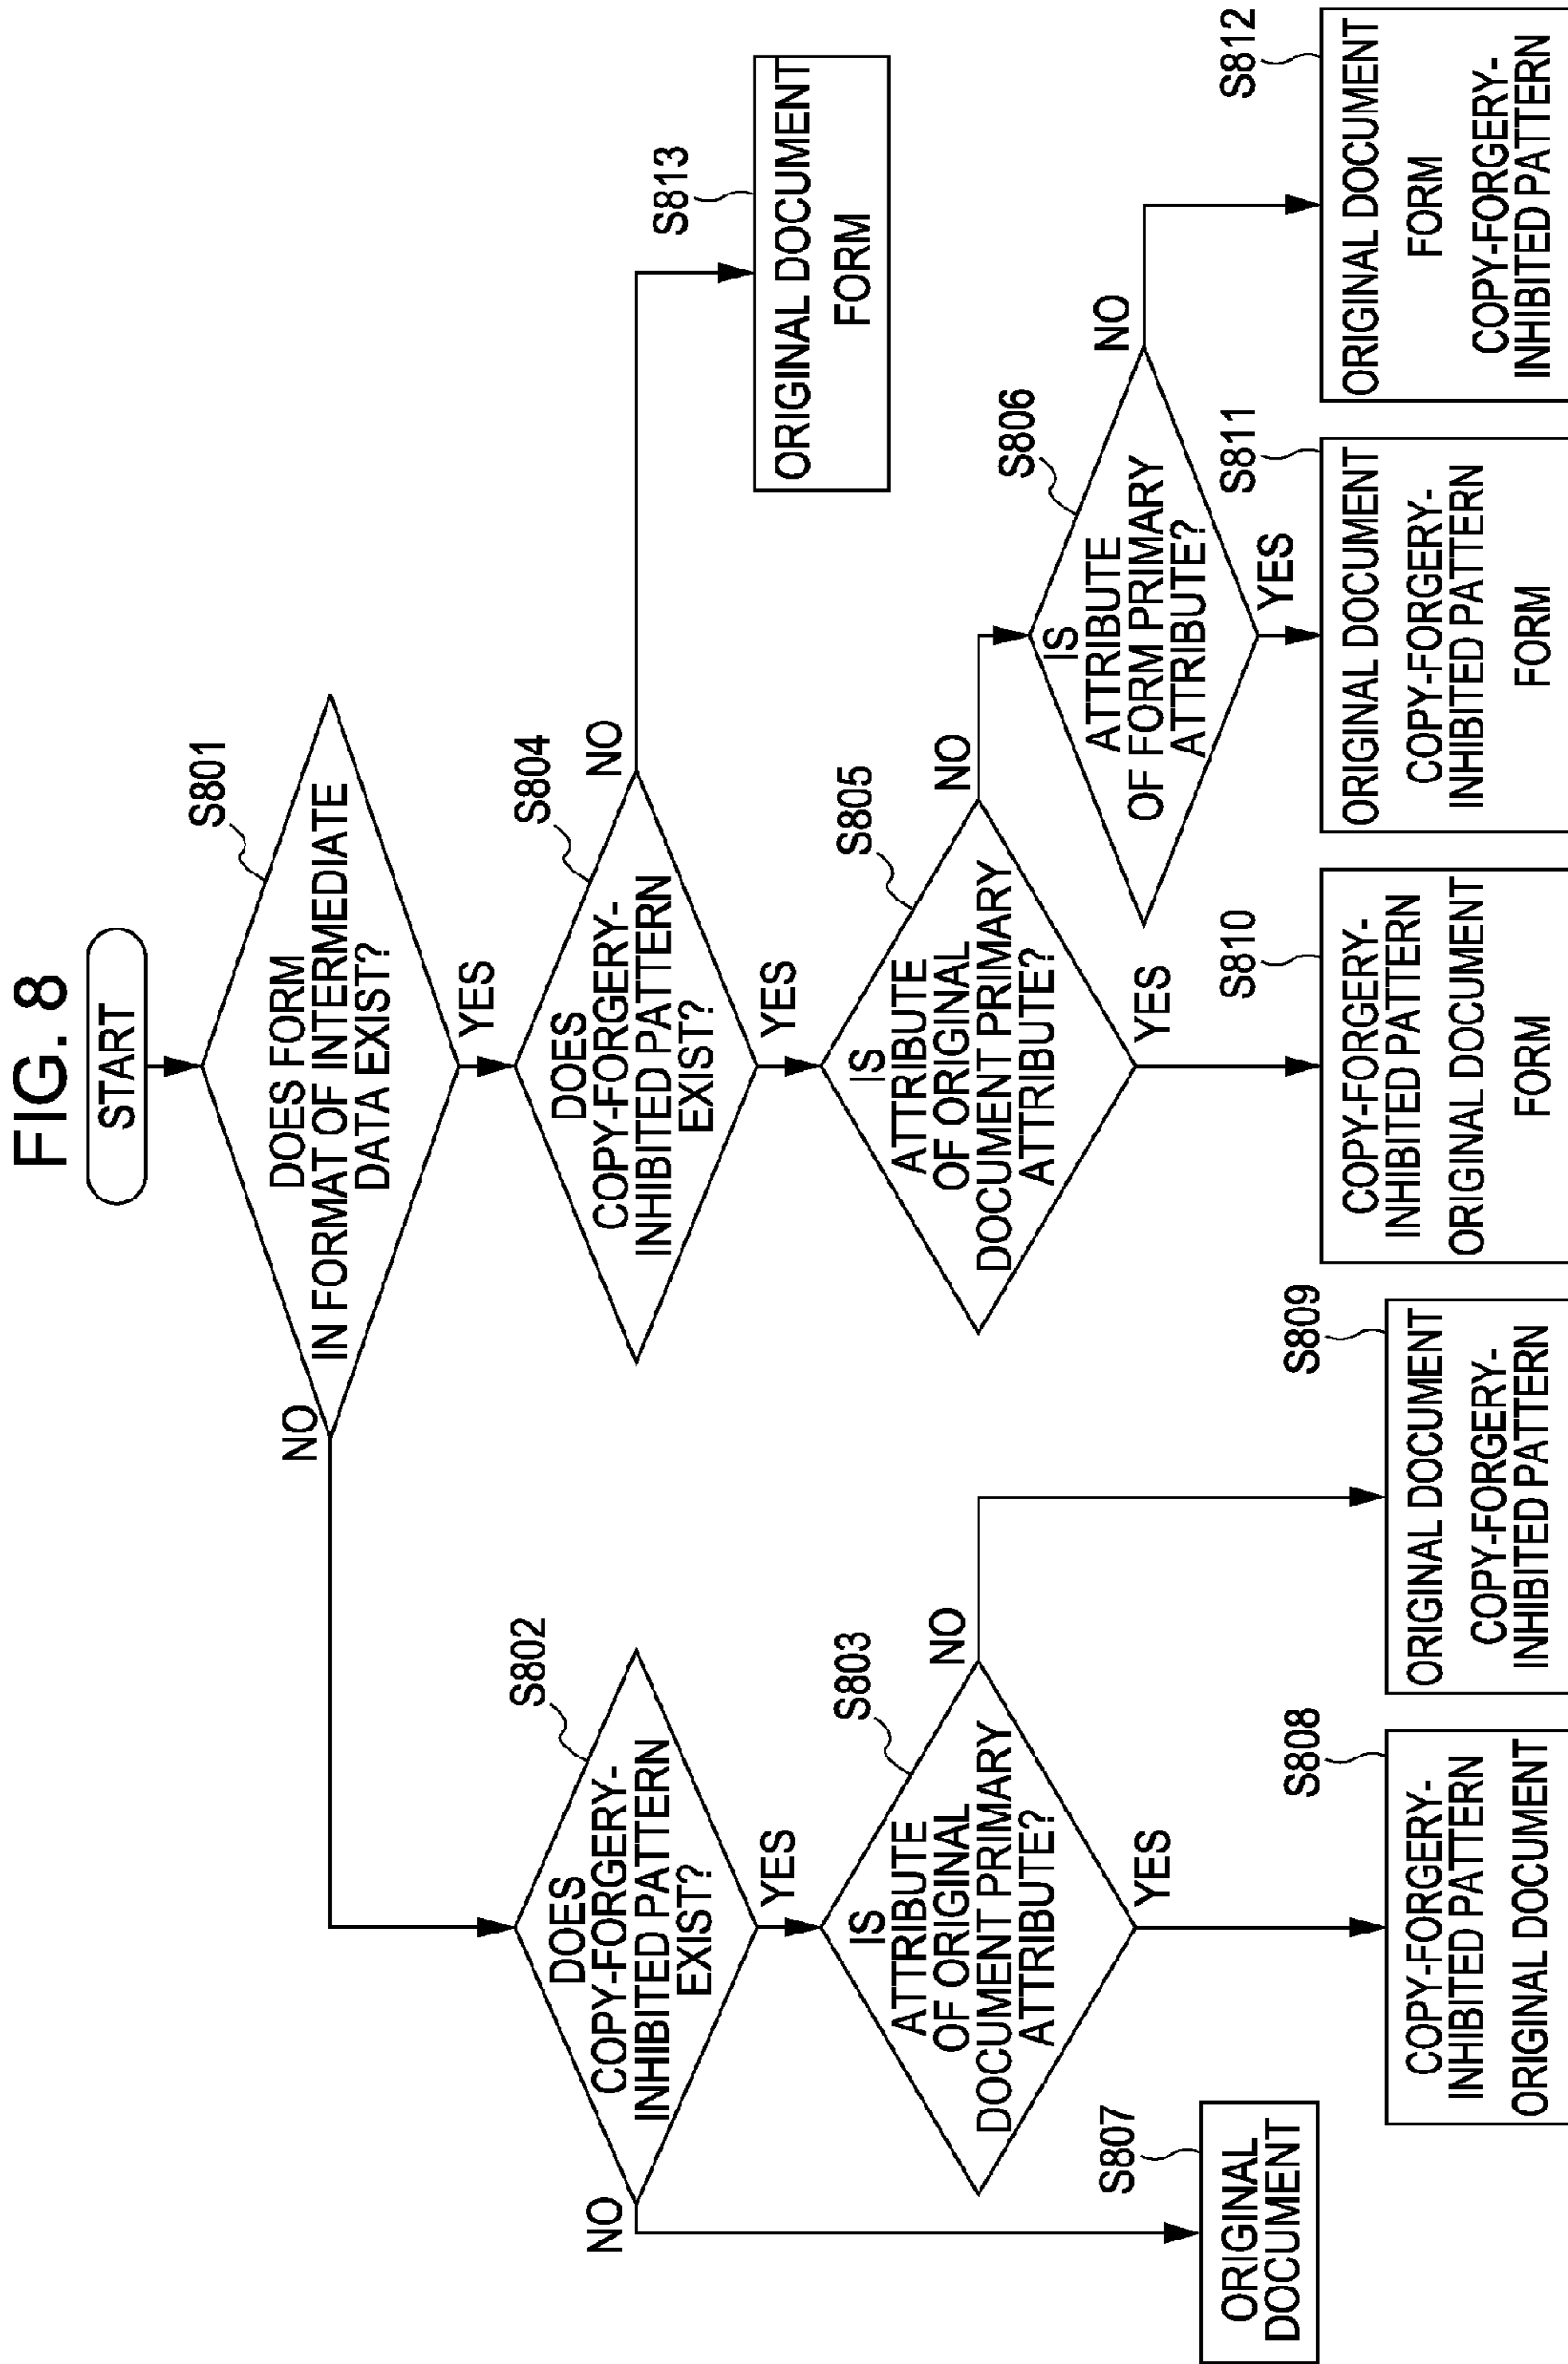 FIG. 8
START
S801
DOES FORM
IN FORMAT OF INTERMEDIATE
DATA EXIST?
NO
YES
S802
DOES
COPY-FORGERY-
INHIBITED PATTERN
EXIST?
NO
YES
S804
DOES
COPY-FORGERY-
INHIBITED PATTERN
EXIST?
NO
YES
S813
ORIGINAL DOCUMENT
FORM
S803
IS
ATTRIBUTE
OF ORIGINAL
DOCUMENT PRIMARY
ATTRIBUTE?
NO
YES
S805
IS
ATTRIBUTE
OF ORIGINAL
DOCUMENT PRIMARY
ATTRIBUTE?
NO
YES
S806
IS
ATTRIBUTE
OF FORM PRIMARY
ATTRIBUTE?
NO
YES
S807
ORIGINAL
DOCUMENT
S808
COPY-FORGERY-
INHIBITED PATTERN
ORIGINAL DOCUMENT
S809
ORIGINAL DOCUMENT
COPY-FORGERY-
INHIBITED PATTERN
S810
COPY-FORGERY-
INHIBITED PATTERN
ORIGINAL DOCUMENT
FORM
S811
ORIGINAL DOCUMENT
COPY-FORGERY-
INHIBITED PATTERN
FORM
S812
ORIGINAL DOCUMENT
FORM
COPY-FORGERY-
INHIBITED PATTERN